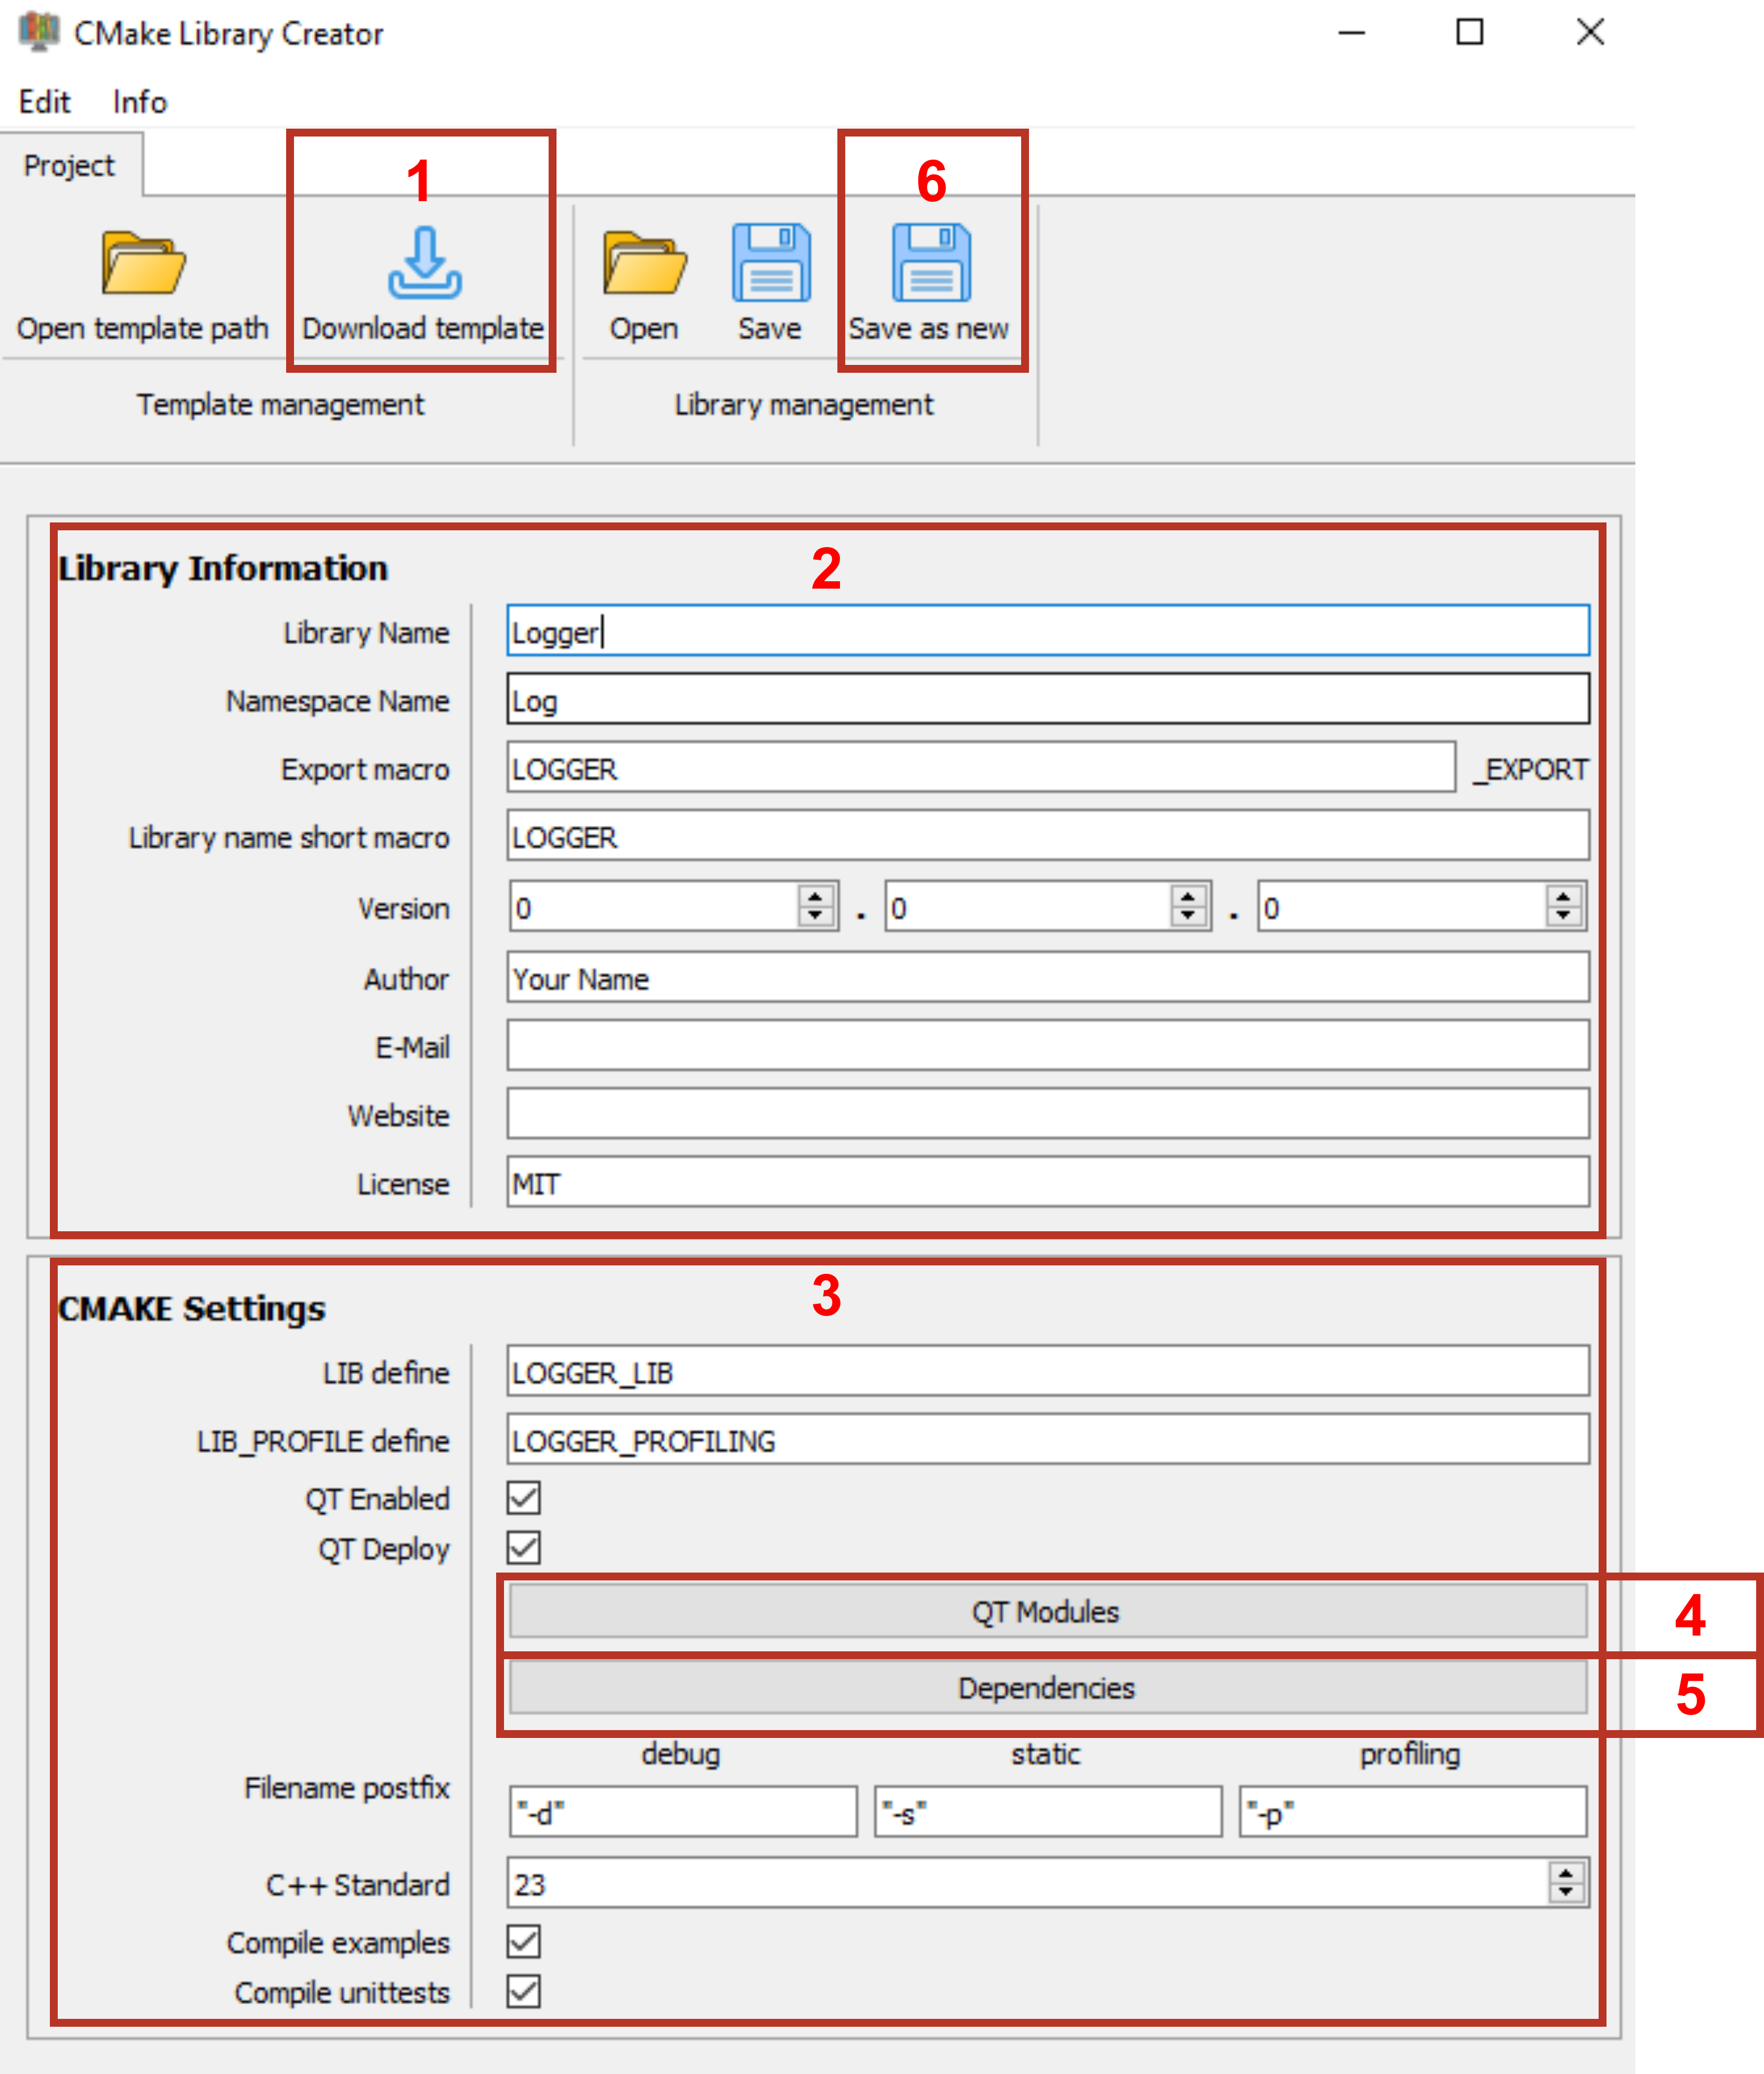 CMake Library Creator
Edit Info
Project
1
6
Open template path Download template Open Save Save as new
Template management Library management
Library Information
2
Library Name Logger
Namespace Name Log
Export macro LOGGER _EXPORT
Library name short macro LOGGER
Version 0 . 0 . 0
Author Your Name
E-Mail
Website
License MIT
CMAKE Settings
3
LIB define LOGGER_LIB
LIB_PROFILE define LOGGER_PROFILING
QT Enabled
QT Deploy
QT Modules 4
Dependencies 5
debug static profiling
Filename postfix "-d" "-s" "-p"
C++ Standard 23
Compile examples
Compile unittests